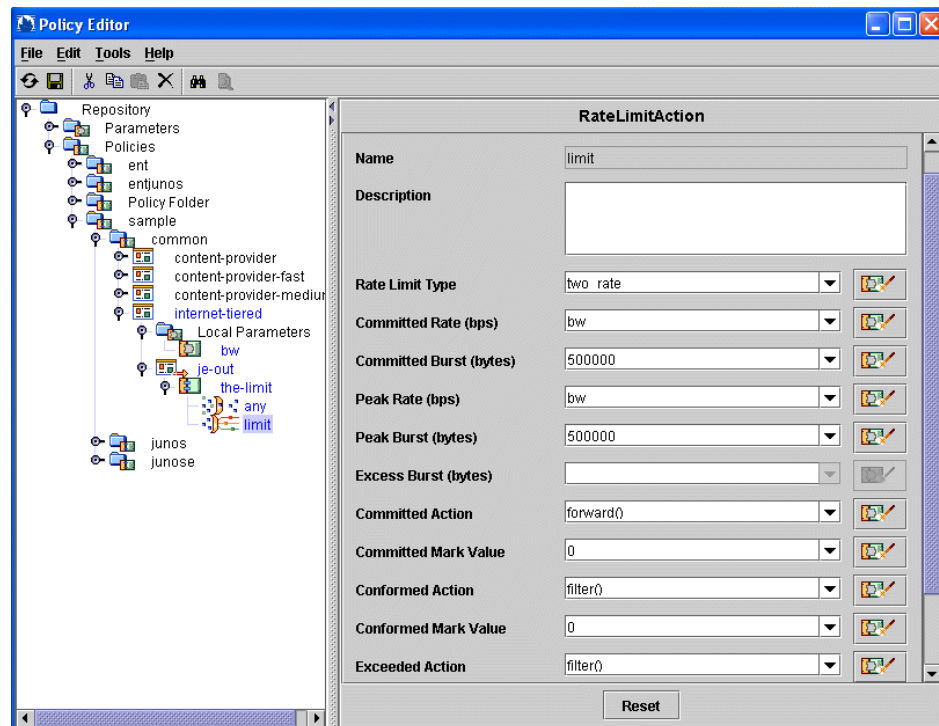 Policy Editor
File Edit Tools Help
Repository
Parameters
Policies
ent
entjunos
Policy Folder
sample
common
content-provider
content-provider-fast
content-provider-mediur
internet-tiered
Local Parameters
bw
je-out
the-limit
any
limit
junos
junose
RateLimitAction
Name limit
Description
Rate Limit Type two_rate
Committed Rate (bps) bw
Committed Burst (bytes) 500000
Peak Rate (bps) bw
Peak Burst (bytes) 500000
Excess Burst (bytes)
Committed Action forward()
Committed Mark Value 0
Conformed Action filter()
Conformed Mark Value 0
Exceeded Action filter()
Reset